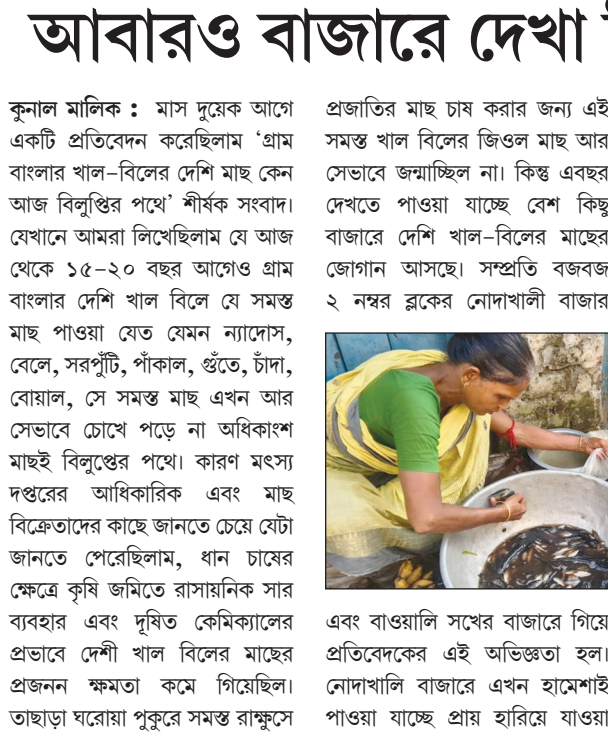 আবারও বাজারে দেখা
কুনাল মালিক : মাস দুয়েক আগে
একটি প্রতিবেদন করেছিলাম ‘গ্রাম
বাংলার খাল-বিলের দেশি মাছ কেন
আজ বিলুপ্তির পথে’ শীর্ষক সংবাদ।
যেখানে আমরা লিখেছিলাম যে আজ
থেকে ১৫-২০ বছর আগেও গ্রাম
বাংলার দেশি খাল বিলে যে সমস্ত
মাছ পাওয়া যেত যেমন ন্যাদোস,
বেলে, সরপুঁটি, পাঁকাল, গুঁতে, চাঁদা,
বোয়াল, সে সমস্ত মাছ এখন আর
সেভাবে চোখে পড়ে না অধিকাংশ
মাছই বিলুপ্তের পথে। কারণ মৎস্য
দপ্তরের আধিকারিক এবং মাছ
বিক্রেতাদের কাছে জানতে চেয়ে যেটা
জানতে পেরেছিলাম, ধান চাষের
ক্ষেত্রে কৃষি জমিতে রাসায়নিক সার
ব্যবহার এবং দূষিত কেমিক্যালের
প্রভাবে দেশী খাল বিলের মাছের
প্রজনন ক্ষমতা কমে গিয়েছিল।
তাছাড়া ঘরোয়া পুকুরে সমস্ত রাক্ষুসে
প্রজাতির মাছ চাষ করার জন্য এই
সমস্ত খাল বিলের জিওল মাছ আর
সেভাবে জন্মাচ্ছিল না। কিন্তু এবছর
দেখতে পাওয়া যাচ্ছে বেশ কিছু
বাজারে দেশি খাল-বিলের মাছের
জোগান আসছে। সম্প্রতি বজবজ
২ নম্বর ব্লকের নোদাখালী বাজার
এবং বাওয়ালি সখের বাজারে গিয়ে
প্রতিবেদকের এই অভিজ্ঞতা হল।
নোদাখালি বাজারে এখন হামেশাই
পাওয়া যাচ্ছে প্রায় হারিয়ে যাওয়া